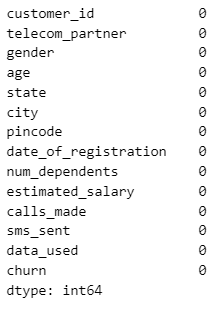 customer_id 0
telecom_partner 0
gender 0
age 0
state 0
city 0
pincode 0
date_of_registration 0
num_dependents 0
estimated_salary 0
calls_made 0
sms_sent 0
data_used 0
churn 0
dtype: int64